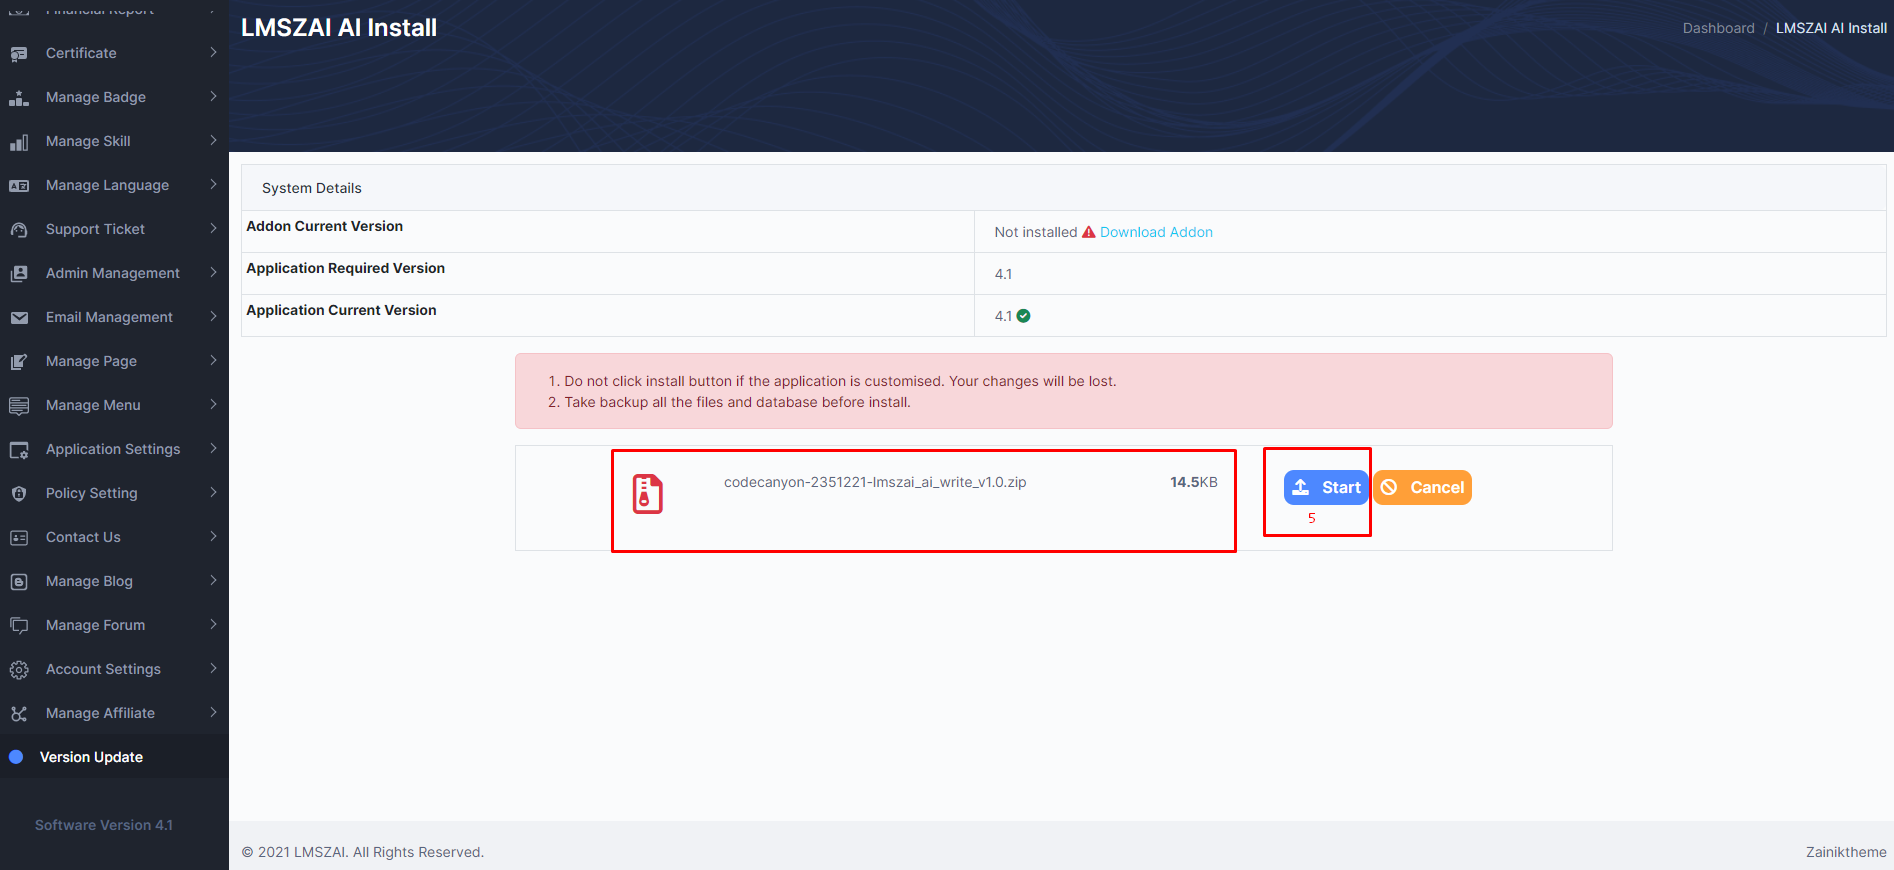 Financial Report
Certificate
Manage Badge
Manage Skill
Manage Language
Support Ticket
Admin Management
Email Management
Manage Page
Manage Menu
Application Settings
Policy Setting
Contact Us
Manage Blog
Manage Forum
Account Settings
Manage Affiliate
Version Update
Software Version 4.1
LMSZAI AI Install
Dashboard / LMSZAI AI Install
System Details
Addon Current Version
Not installed Download Addon
Application Required Version
4.1
Application Current Version
4.1
1. Do not click install button if the application is customised. Your changes will be lost.
2. Take backup all the files and database before install.
codecanyon-2351221-lmszai_ai_write_v1.0.zip 14.5KB
Start Cancel
5
© 2021 LMSZAI. All Rights Reserved.
Zainiktheme